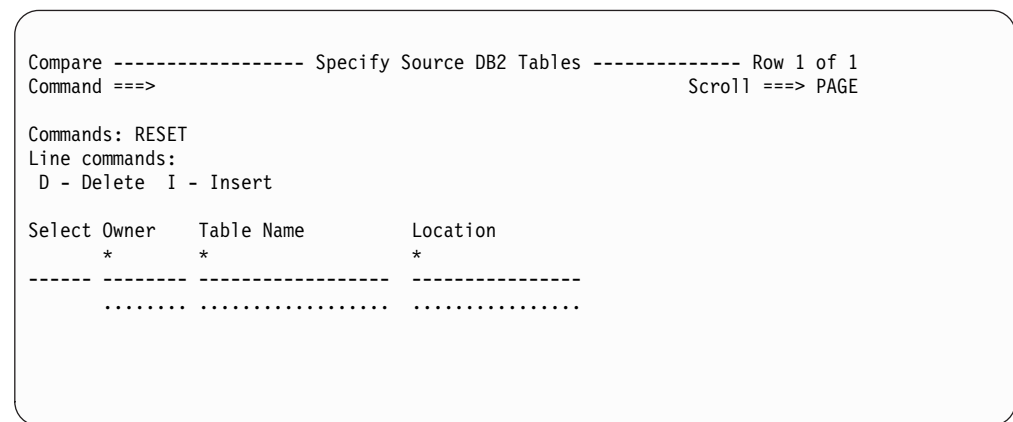 Compare ------------------ Specify Source DB2 Tables -------------- Row 1 of 1
Command ===>                                                  Scroll ===> PAGE
Commands: RESET
Line commands:
 D - Delete  I - Insert
Select Owner    Table Name          Location
       *        *                   *
------ -------- ------------------ ----------------
       ........ .................. ................